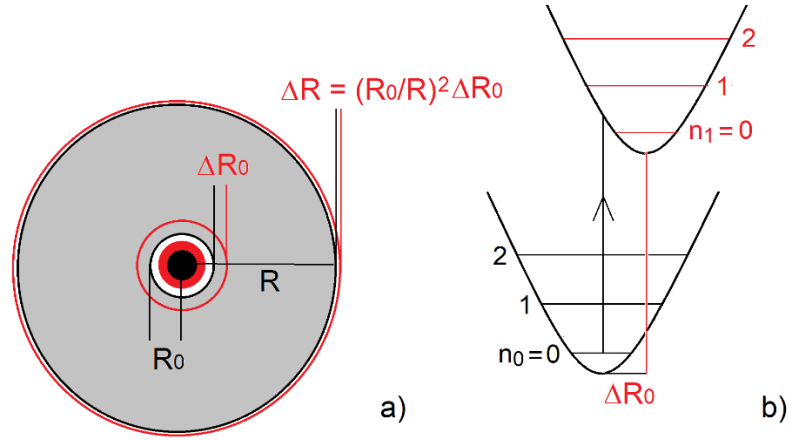 ΔR = (R₀/R)²ΔR₀
ΔR₀
R
R₀
a)
2
1
n₁=0
2
1
n₀=0
ΔR₀
b)